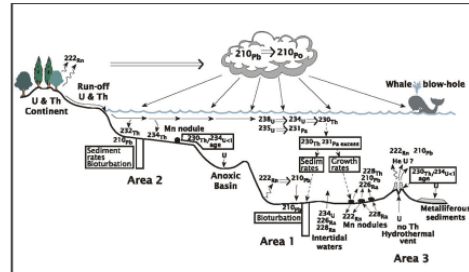 210Pb ⇒ 210Po
222Rn
U & Th
Continent
Run-off
U & Th
Whale blow-hole
238U ⇒ 234U ⇒ 230Th
235U ⇒ 231Pa
232Th
210Pb
234Th
Mn nodule
230Th/234U<1
age
230Th 231Pa excess
Sediment
rates
Bioturbation
Area 2
U
Anoxic
Basin
Sedim
rates
Growth
rates
222Rn ⇒ 210Pb
210Pb
Bioturbation
Area 1
234U
226Ra
228Ra
Intertidal
waters
228Th
210Pb
226Ra
222Rn
228Ra
Mn nodules
222Rn 210Pb
He U ?
230Th/234U<1
age
U
U
no Th
Hydrothermal
vent
Metalliferous
sediments
Area 3